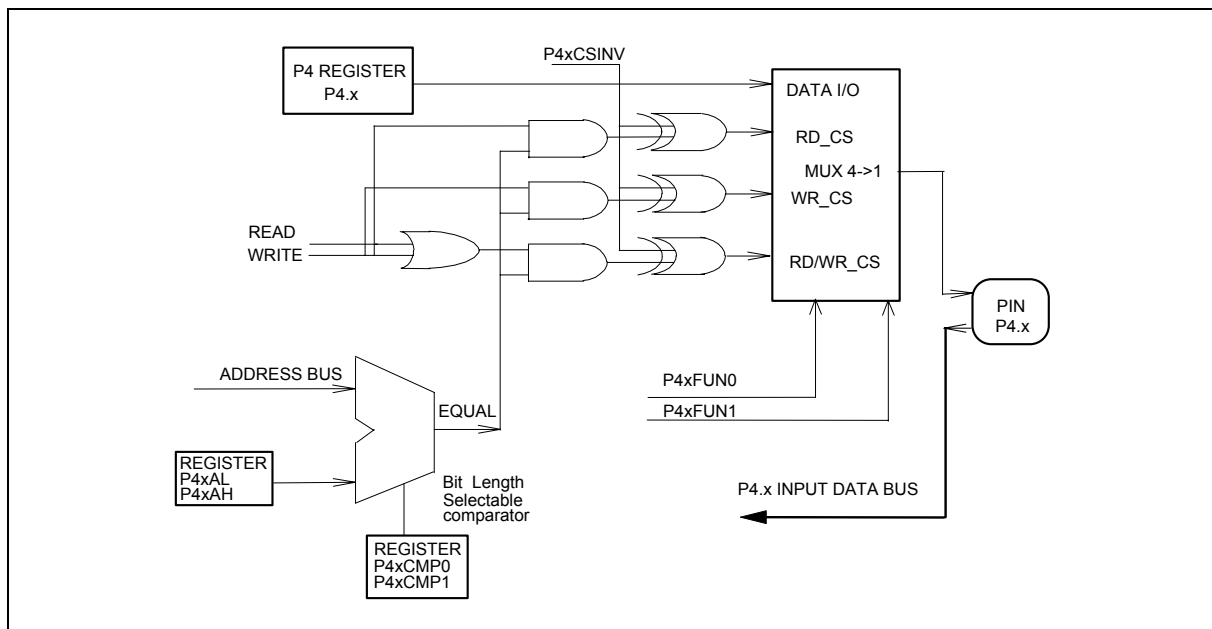 P4xCSINV
P4 REGISTER
P4.x
DATA I/O
RD_CS
MUX 4->1
WR_CS
READ
WRITE
RD/WR_CS
PIN
P4.x
ADDRESS BUS
P4xFUN0
EQUAL
P4xFUN1
REGISTER
P4xAL
P4xAH
Bit Length
Selectable
comparator
P4.x INPUT DATA BUS
REGISTER
P4xCMP0
P4xCMP1